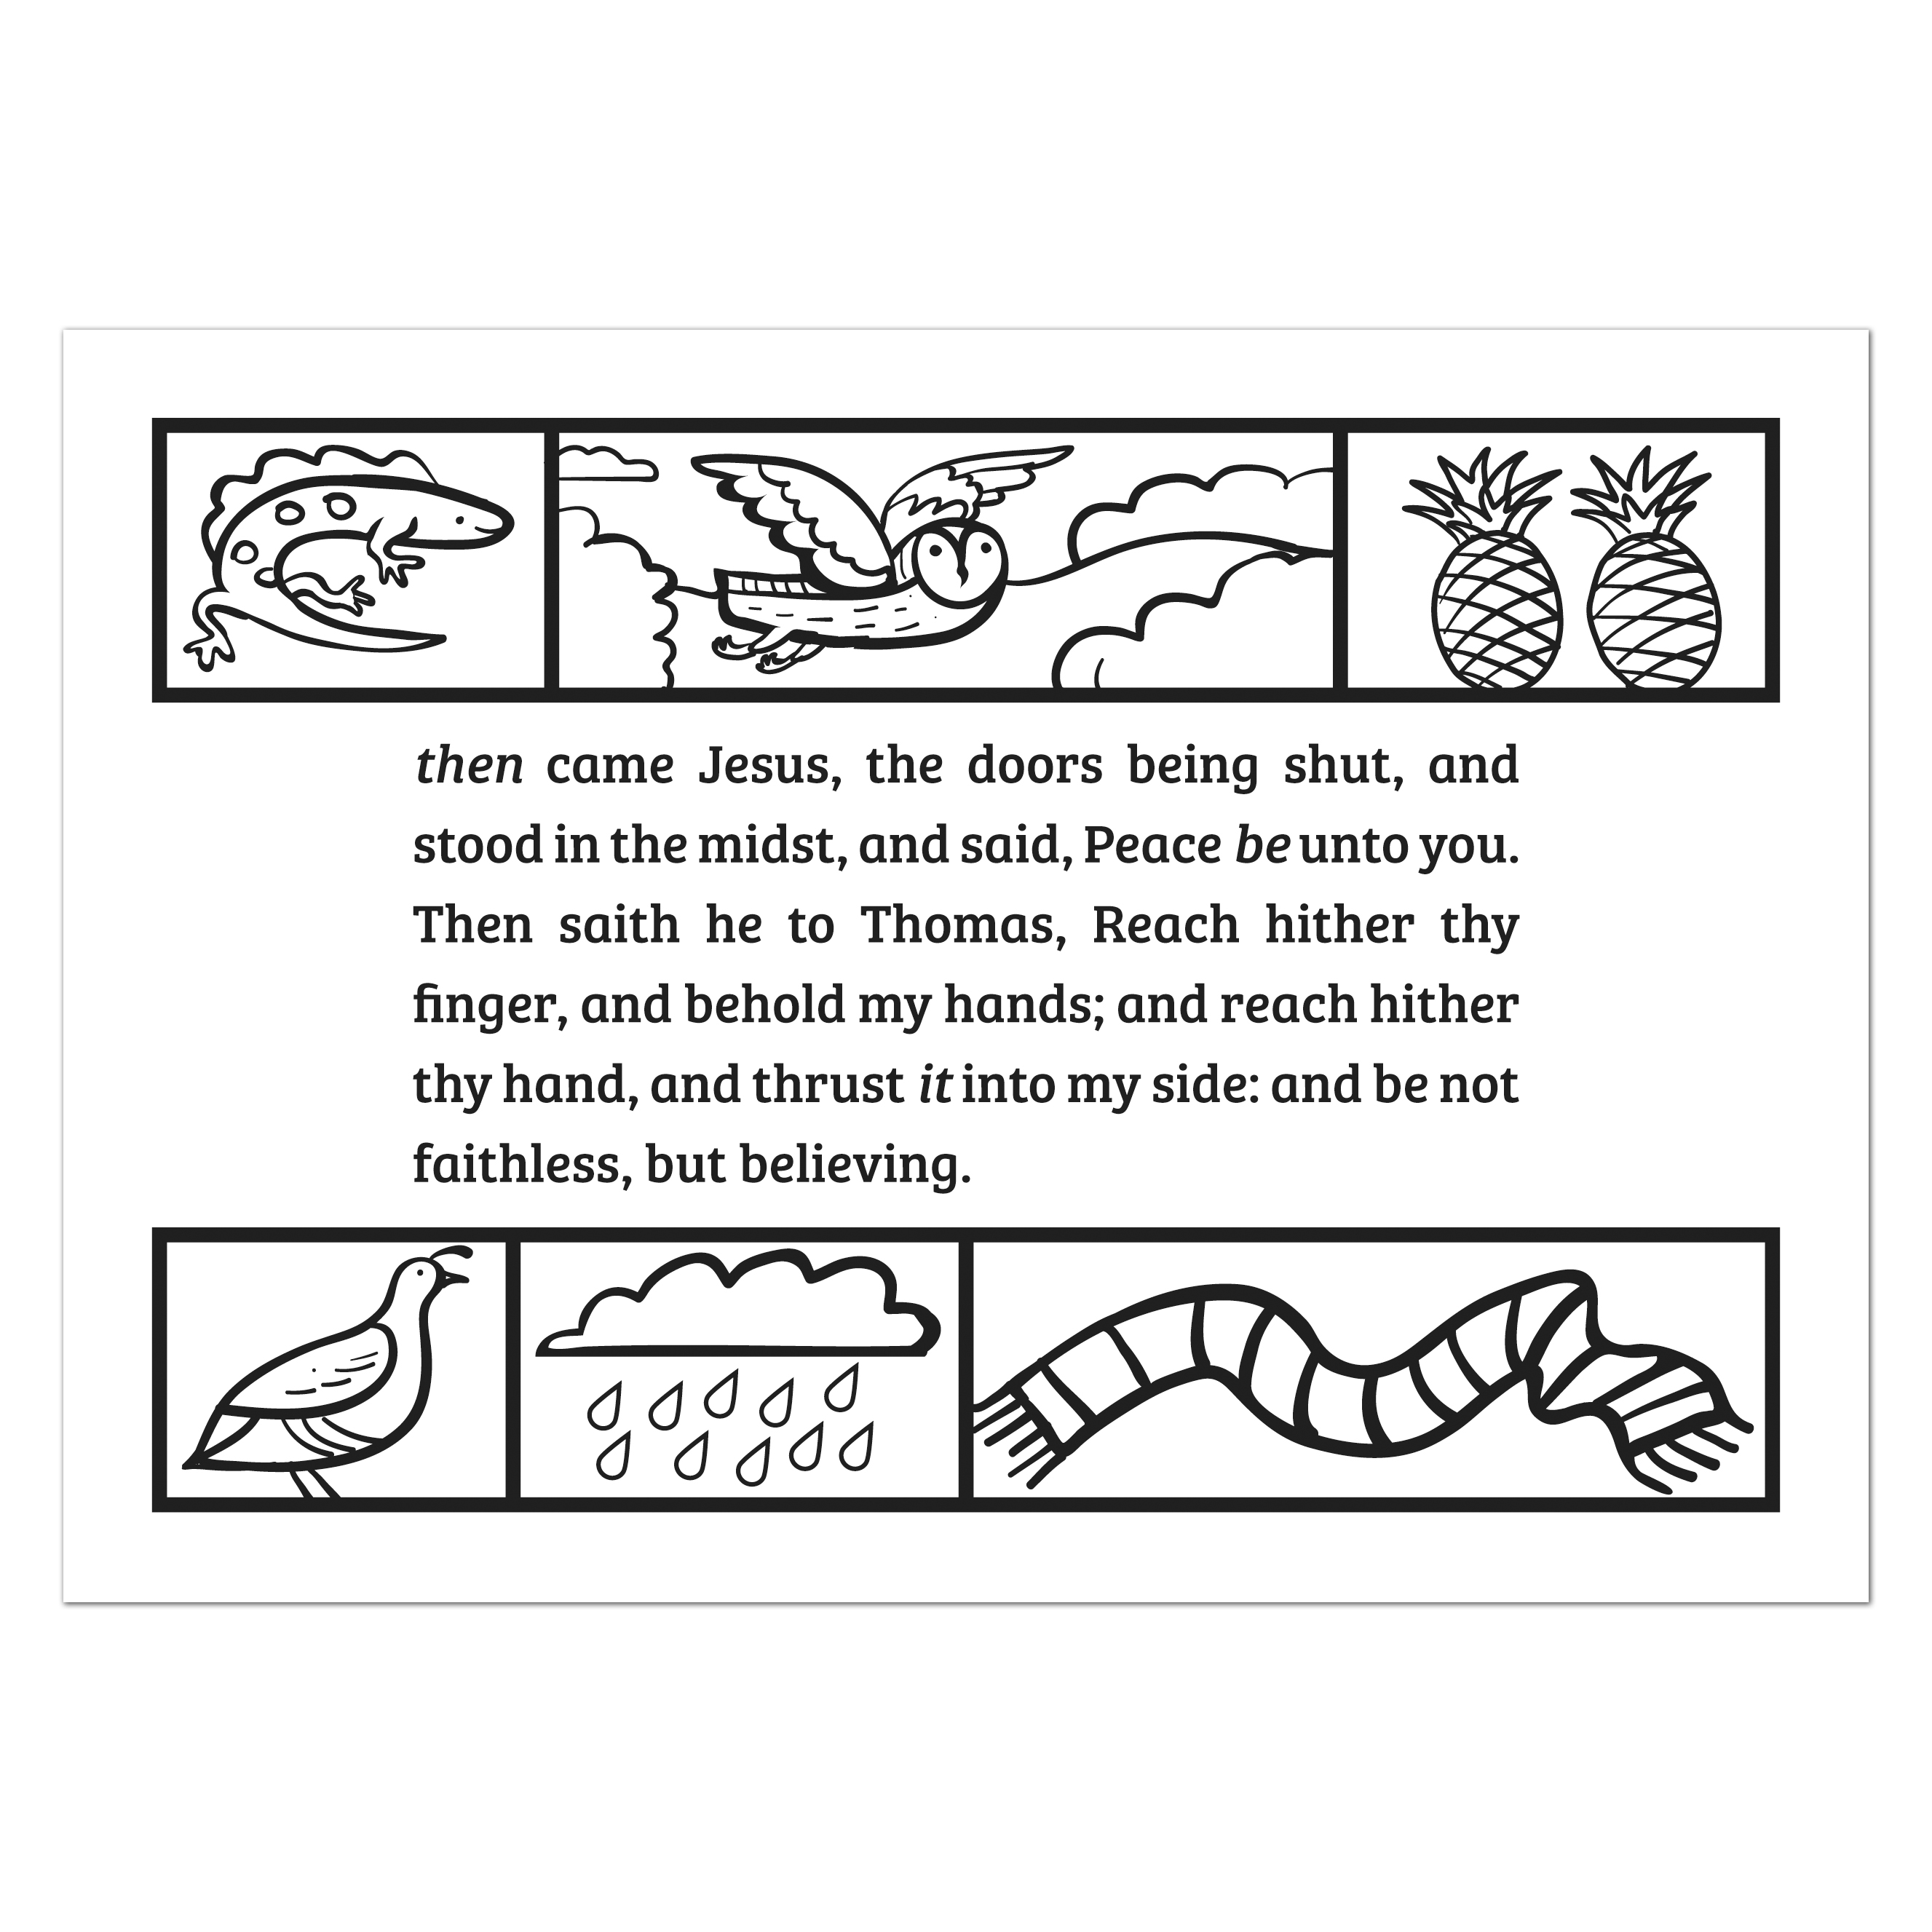 then came Jesus, the doors being shut, and
stood in the midst, and said, Peace be unto you.
Then saith he to Thomas, Reach hither thy
finger, and behold my hands; and reach hither
thy hand, and thrust it into my side: and be not
faithless, but believing.